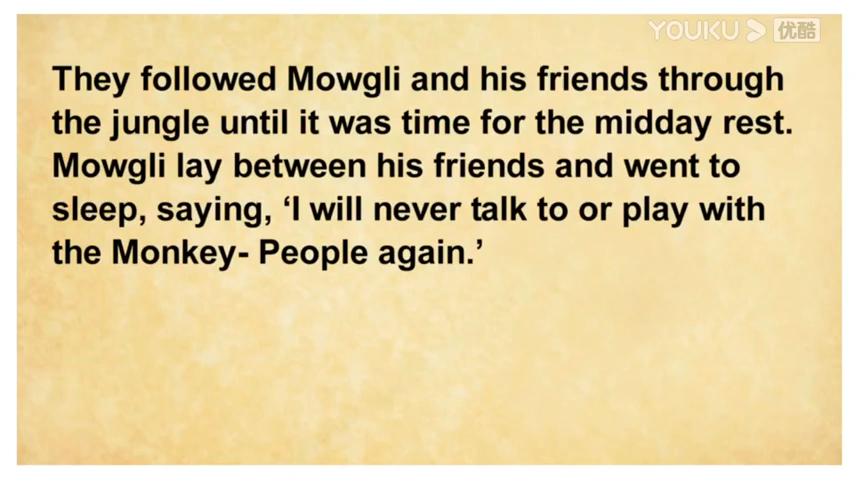 YOUKU 优酷
They followed Mowgli and his friends through
the jungle until it was time for the midday rest.
Mowgli lay between his friends and went to
sleep, saying, ‘I will never talk to or play with
the Monkey- People again.’